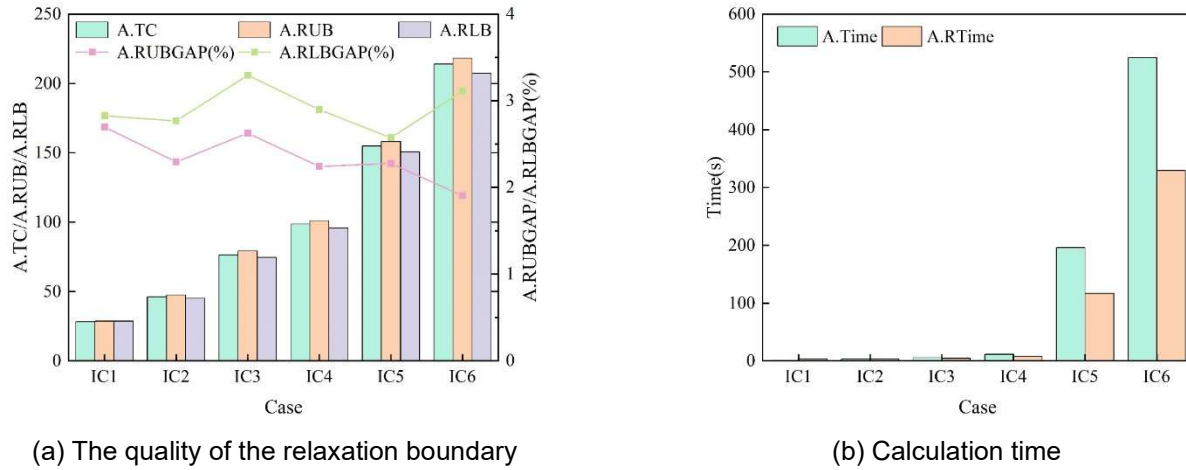 A.TC A.RUB A.RLB
A.RUBGAP(%) A.RLBGAP(%)
250
200
150
100
50
0
A.TC/A.RUB/A.RLB
4
3
2
1
0
A.RUBGAP/A.RLBGAP(%)
IC1 IC2 IC3 IC4 IC5 IC6
Case
(a) The quality of the relaxation boundary
A.Time A.RTime
600
500
400
300
200
100
0
Time(s)
IC1 IC2 IC3 IC4 IC5 IC6
Case
(b) Calculation time